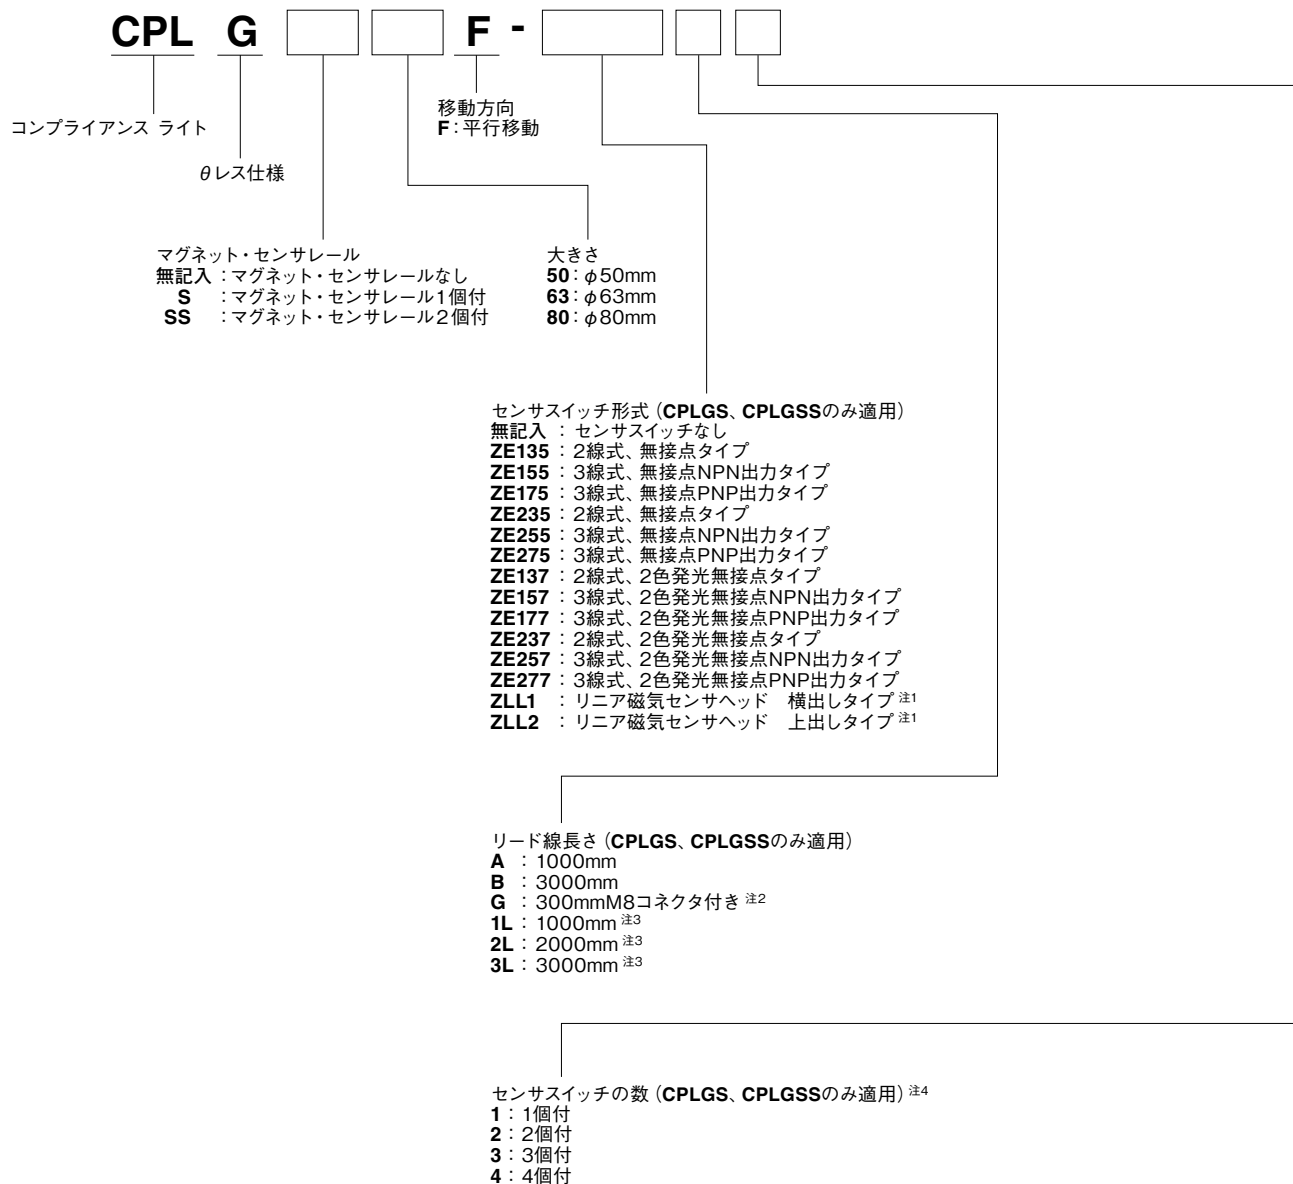 CPL G F -
コンプライアンス ライト
θレス仕様
移動方向
F：平行移動
マグネット・センサレール
無記入：マグネット・センサレールなし
S ：マグネット・センサレール1個付
SS ：マグネット・センサレール2個付
大きさ
50：φ50mm
63：φ63mm
80：φ80mm
センサスイッチ形式（CPLGS、CPLGSSのみ適用）
無記入：センサスイッチなし
ZE135：2線式、無接点タイプ
ZE155：3線式、無接点NPN出力タイプ
ZE175：3線式、無接点PNP出力タイプ
ZE235：2線式、無接点タイプ
ZE255：3線式、無接点NPN出力タイプ
ZE275：3線式、無接点PNP出力タイプ
ZE137：2線式、2色発光無接点タイプ
ZE157：3線式、2色発光無接点NPN出力タイプ
ZE177：3線式、2色発光無接点PNP出力タイプ
ZE237：2線式、2色発光無接点タイプ
ZE257：3線式、2色発光無接点NPN出力タイプ
ZE277：3線式、2色発光無接点PNP出力タイプ
ZLL1 ：リニア磁気センサヘッド　横出しタイプ 注1
ZLL2 ：リニア磁気センサヘッド　上出しタイプ 注1
リード線長さ（CPLGS、CPLGSSのみ適用）
A ：1000mm
B ：3000mm
G ：300mmM8コネクタ付き 注2
1L：1000mm 注3
2L：2000mm 注3
3L：3000mm 注3
センサスイッチの数（CPLGS、CPLGSSのみ適用）注4
1：1個付
2：2個付
3：3個付
4：4個付